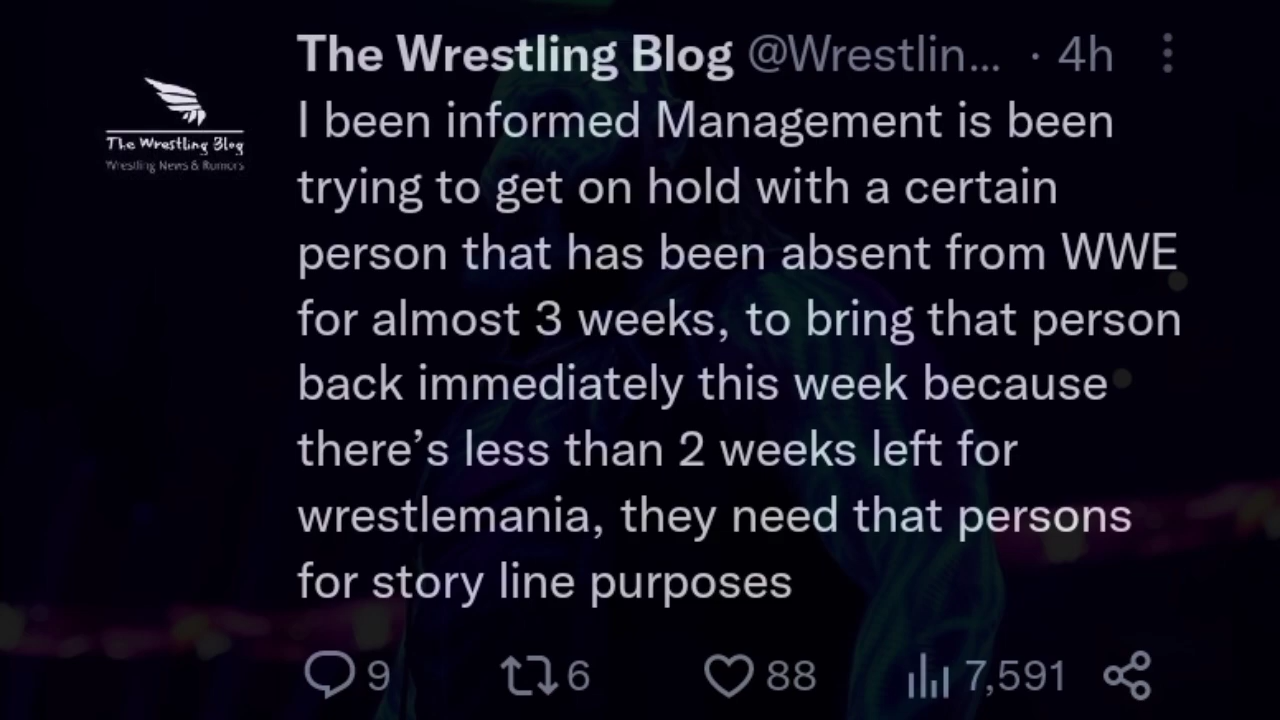 The Wrestling Blog @Wrestlin... · 4h
The Wrestling Blog
Wrestling News & Rumors
I been informed Management is been
trying to get on hold with a certain
person that has been absent from WWE
for almost 3 weeks, to bring that person
back immediately this week because
there’s less than 2 weeks left for
wrestlemania, they need that persons
for story line purposes
9 6 88 7,591